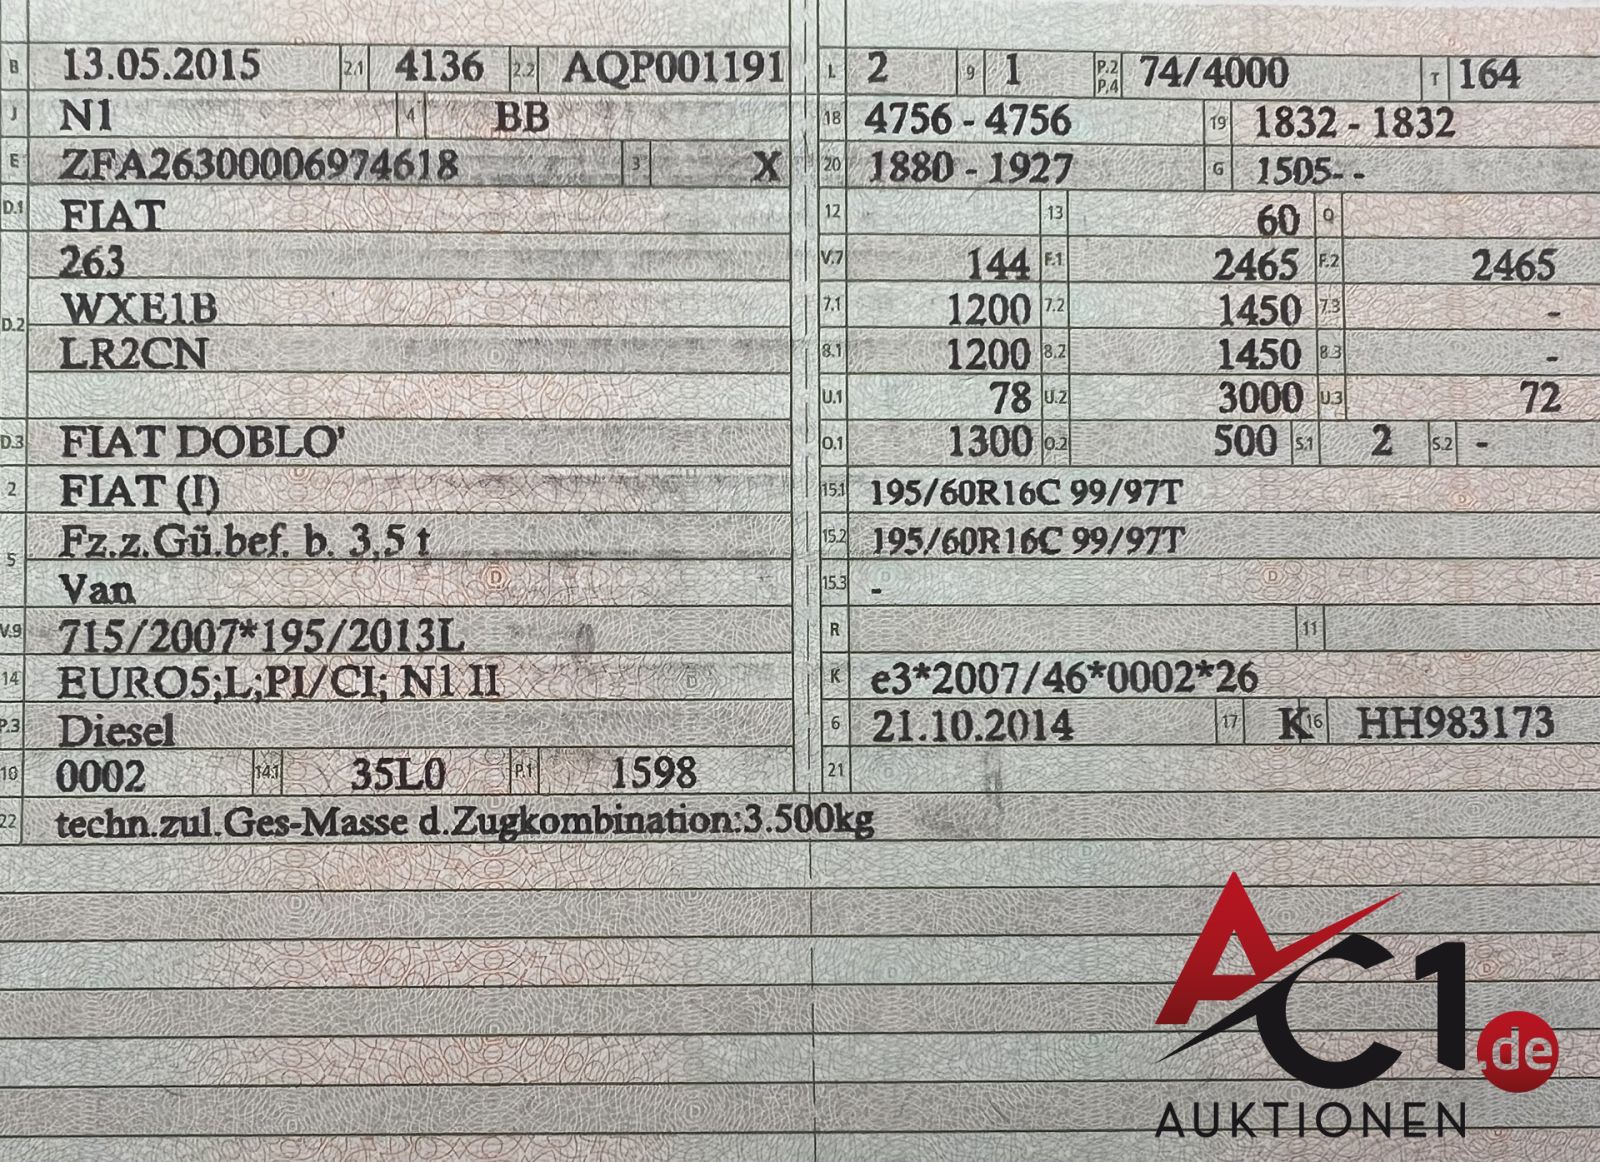 B 13.05.2015 2.1 4136 2.2 AQP001191
J N1 4 BB
E ZFA26300006974618 3 X
D.1 FIAT
263
D.2 WXE1B
LR2CN
D.3 FIAT DOBLO'
2 FIAT (I)
5 Fz.z.Gü.bef. b. 3,5 t
Van
V.9 715/2007*195/2013L
14 EURO5;L;PI/CI; N1 II
P.3 Diesel
10 0002 14.1 35L0 P.1 1598
22 techn.zul.Ges-Masse d.Zugkombination:3.500kg
L 2 9 1 P.2 P.4 74/4000 T 164
18 4756 - 4756 19 1832 - 1832
20 1880 - 1927 G 1505- -
12 13 60 Q
V.7 144 F.1 2465 F.2 2465
7.1 1200 7.2 1450 7.3 -
8.1 1200 8.2 1450 8.3 -
U.1 78 U.2 3000 U.3 72
O.1 1300 O.2 500 S.1 2 S.2 -
15.1 195/60R16C 99/97T
15.2 195/60R16C 99/97T
15.3 -
R 11
K e3*2007/46*0002*26
6 21.10.2014 17 K 16 HH983173
21
AC1.de
AUKTIONEN